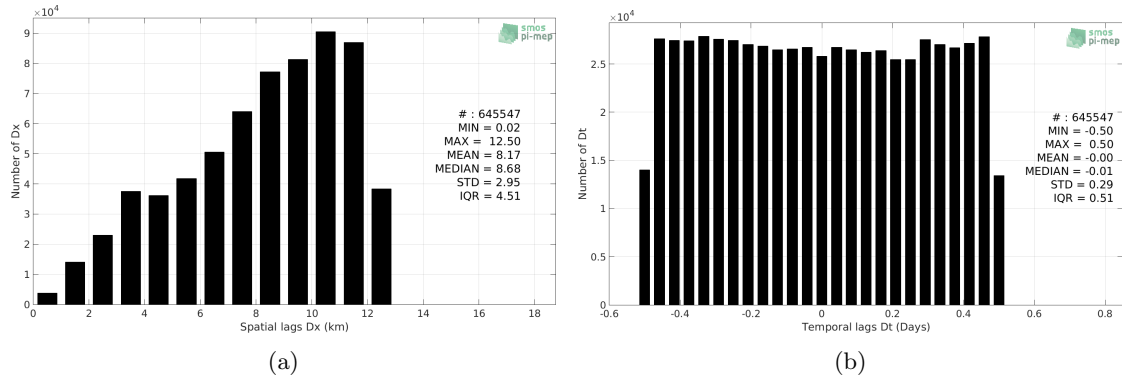 ×10⁴
9
8
7
6
5
4
3
2
1
0
0 2 4 6 8 10 12 14 16 18
Number of Dx
Spatial lags Dx (km)
smos
pi-mep
# : 645547
MIN = 0.02
MAX = 12.50
MEAN = 8.17
MEDIAN = 8.68
STD = 2.95
IQR = 4.51
(a)
×10⁴
2.5
2
1.5
1
0.5
0
-0.6 -0.4 -0.2 0 0.2 0.4 0.6 0.8
Number of Dt
Temporal lags Dt (Days)
smos
pi-mep
# : 645547
MIN = -0.50
MAX = 0.50
MEAN = -0.00
MEDIAN = -0.01
STD = 0.29
IQR = 0.51
(b)